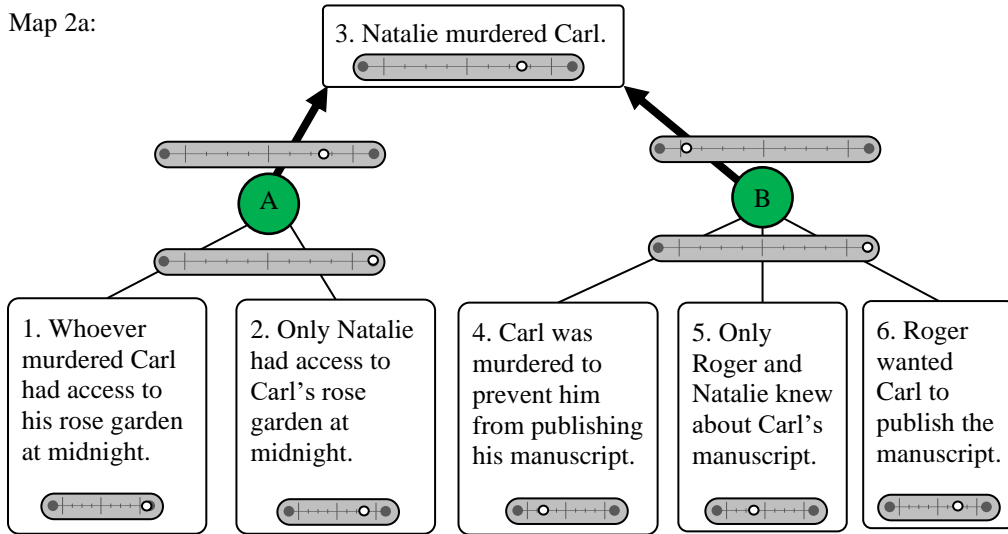 Map 2a:
3. Natalie murdered Carl.
A
B
1. Whoever
murdered Carl
had access to
his rose garden
at midnight.
2. Only Natalie
had access to
Carl’s rose
garden at
midnight.
4. Carl was
murdered to
prevent him
from publishing
his manuscript.
5. Only
Roger and
Natalie knew
about Carl’s
manuscript.
6. Roger
wanted
Carl to
publish the
manuscript.